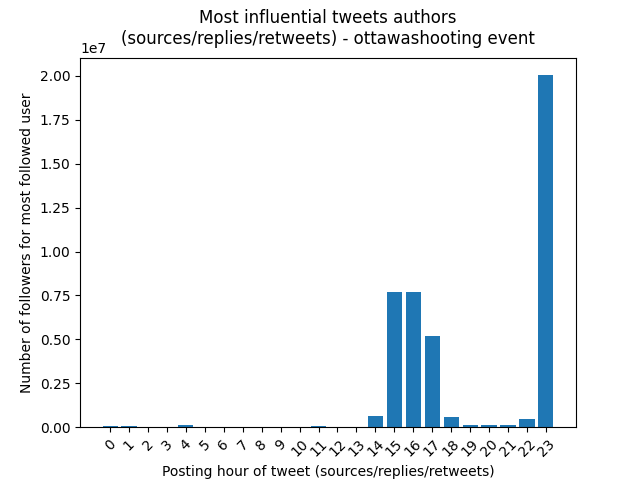 Most influential tweets authors
(sources/replies/retweets) - ottawashooting event
1e7
2.00
1.75
1.50
1.25
1.00
0.75
0.50
0.25
0.00
Number of followers for most followed user
0 1 2 3 4 5 6 7 8 9 10 11 12 13 14 15 16 17 18 19 20 21 22 23
Posting hour of tweet (sources/replies/retweets)